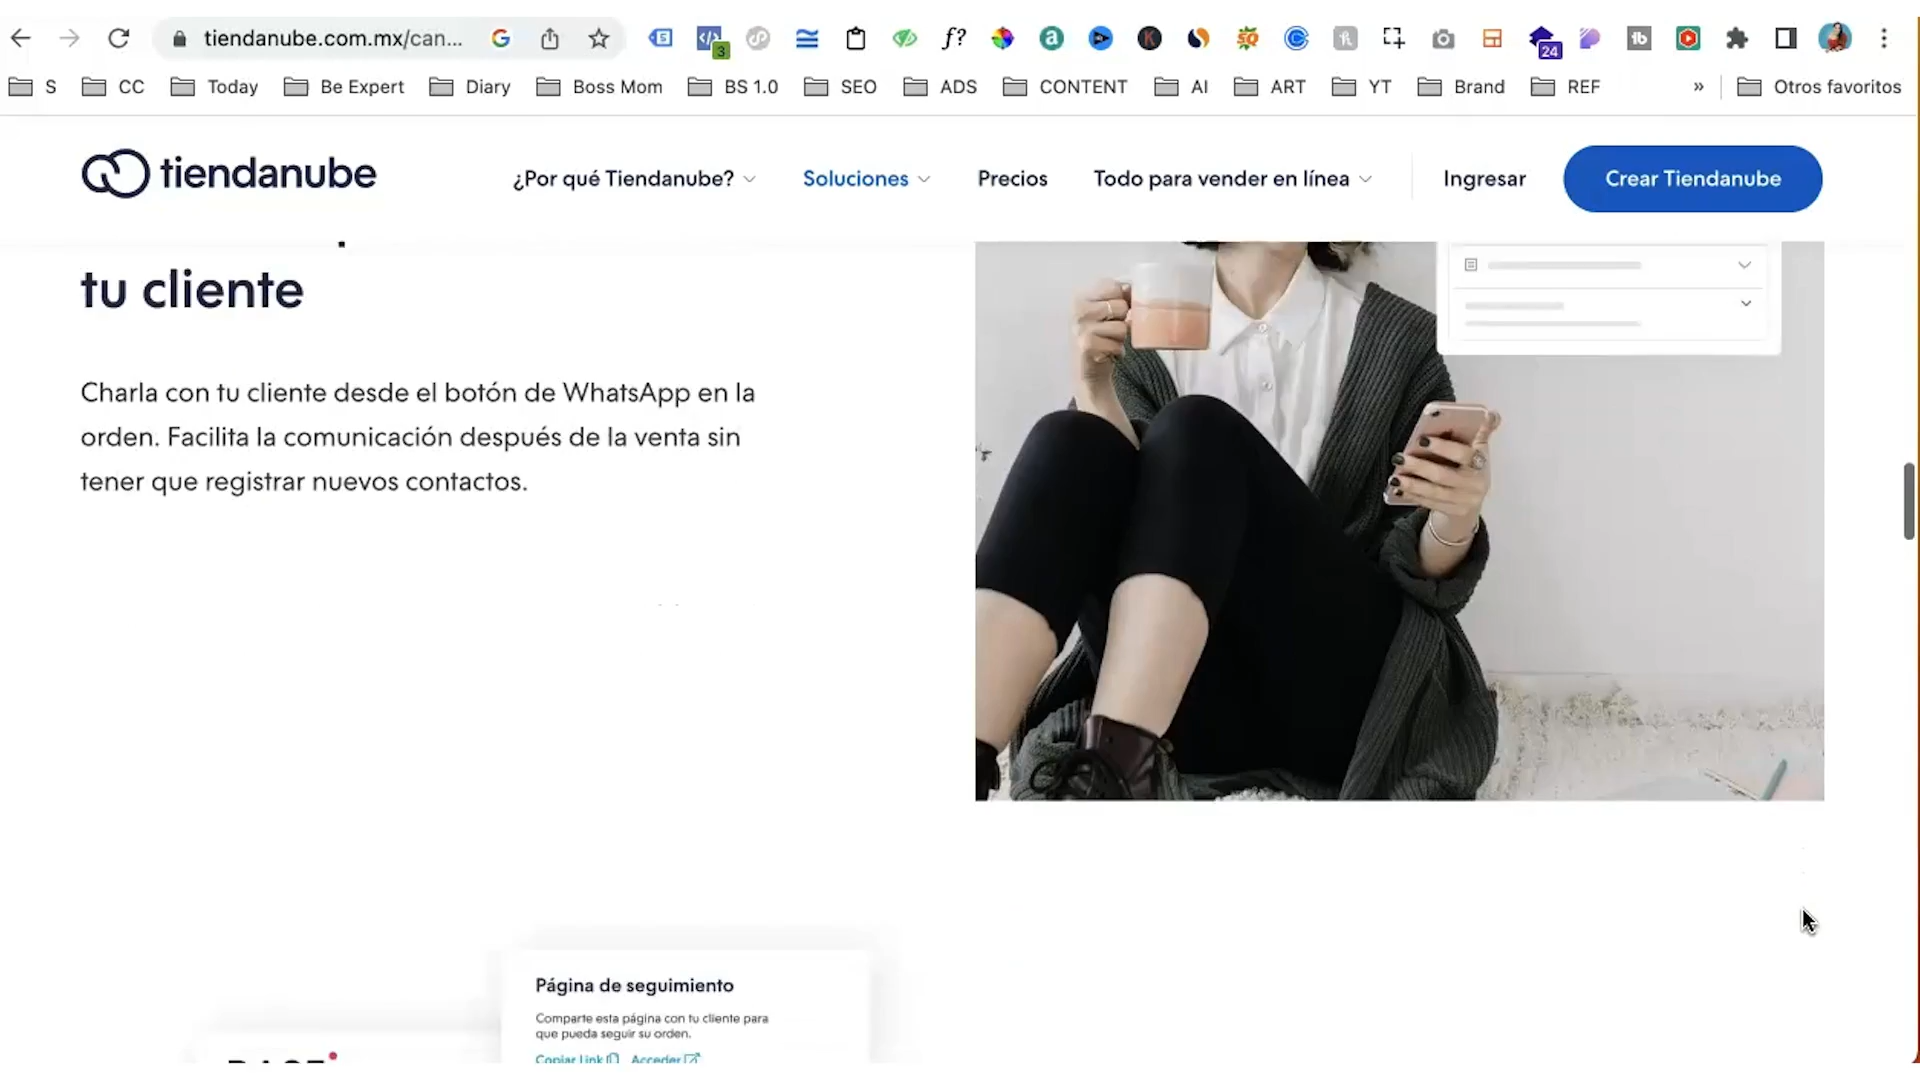 tiendanube.com.mx/can...
3
24
S
CC
Today
Be Expert
Diary
Boss Mom
BS 1.0
SEO
ADS
CONTENT
AI
ART
YT
Brand
REF
»
Otros favoritos
tiendanube
¿Por qué Tiendanube?
Soluciones
Precios
Todo para vender en línea
Ingresar
Crear Tiendanube
tu cliente
Charla con tu cliente desde el botón de WhatsApp en la
orden. Facilita la comunicación después de la venta sin
tener que registrar nuevos contactos.
Página de seguimiento
Comparte esta página con tu cliente para
que pueda seguir su orden.
Copiar Link
Acceder